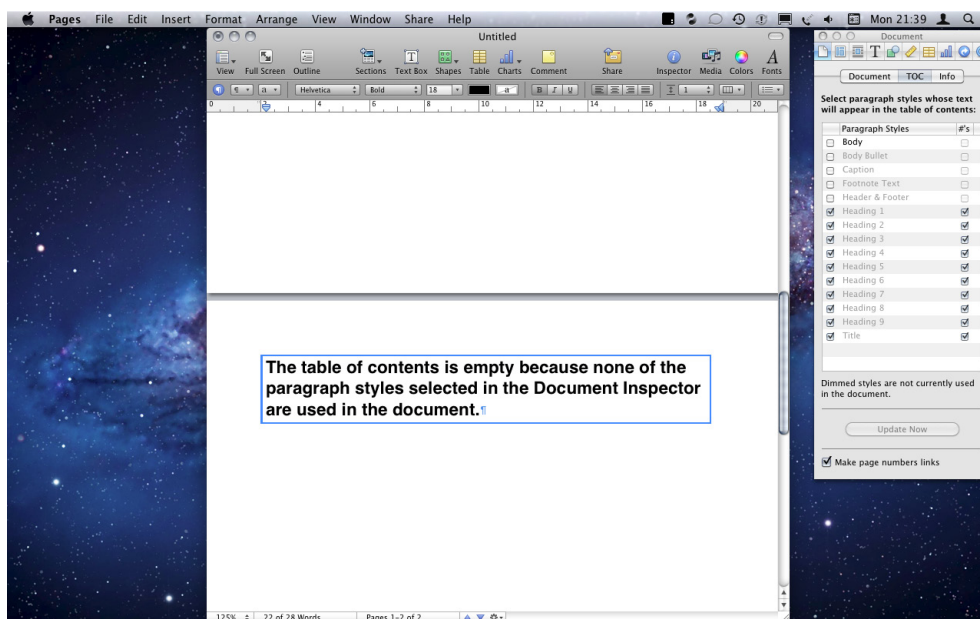 Pages File Edit Insert Format Arrange View Window Share Help Mon 21:39
Untitled
View Full Screen Outline Sections Text Box Shapes Table Charts Comment Share Inspector Media Colors Fonts
Helvetica Bold 18 a B I U 1
0 2 4 6 8 10 12 14 16 18 20
The table of contents is empty because none of the
paragraph styles selected in the Document Inspector
are used in the document.¶
125% 22 of 28 Words Pages 1-2 of 2
Document
Document TOC Info
Select paragraph styles whose text
will appear in the table of contents:
Paragraph Styles #'s
Body
Body Bullet
Caption
Footnote Text
Header & Footer
Heading 1
Heading 2
Heading 3
Heading 4
Heading 5
Heading 6
Heading 7
Heading 8
Heading 9
Title
Dimmed styles are not currently used
in the document.
Update Now
Make page numbers links